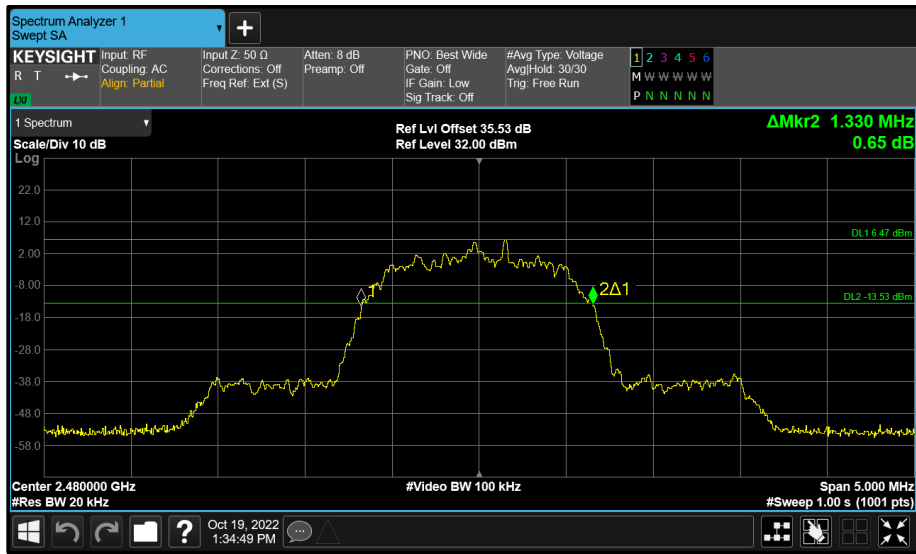 Spectrum Analyzer 1
Swept SA
+
KEYSIGHT
R T
LXI
Input: RF
Coupling: AC
Align: Partial
Input Z: 50 Ω
Corrections: Off
Freq Ref: Ext (S)
Atten: 8 dB
Preamp: Off
PNO: Best Wide
Gate: Off
IF Gain: Low
Sig Track: Off
#Avg Type: Voltage
Avg|Hold: 30/30
Trig: Free Run
1 2 3 4 5 6
M W W W W W
P N N N N N
1 Spectrum
Scale/Div 10 dB
Log
Ref Lvl Offset 35.53 dB
Ref Level 32.00 dBm
ΔMkr2 1.330 MHz
0.65 dB
22.0
12.0
DL1 6.47 dBm
2.00
-8.00
1
2Δ1
DL2 -13.53 dBm
-18.0
-28.0
-38.0
-48.0
-58.0
Center 2.480000 GHz
#Video BW 100 kHz
Span 5.000 MHz
#Res BW 20 kHz
#Sweep 1.00 s (1001 pts)
?
Oct 19, 2022
1:34:49 PM